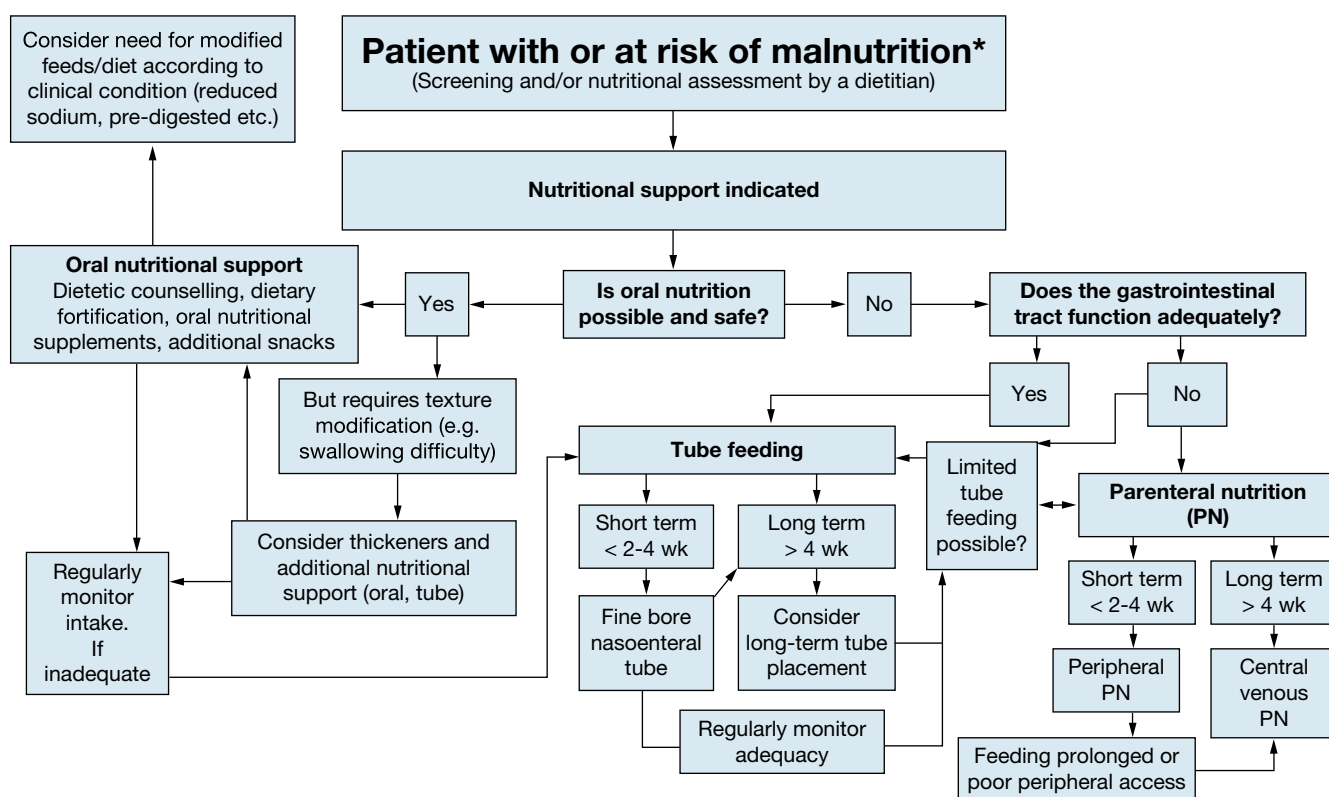 Consider need for modified
feeds/diet according to
clinical condition (reduced
sodium, pre-digested etc.)
Patient with or at risk of malnutrition*
(Screening and/or nutritional assessment by a dietitian)
Nutritional support indicated
Oral nutritional support
Dietetic counselling, dietary
fortification, oral nutritional
supplements, additional snacks
Yes
Is oral nutrition
possible and safe?
No
Does the gastrointestinal
tract function adequately?
Yes
No
But requires texture
modification (e.g.
swallowing difficulty)
Tube feeding
Limited
tube
feeding
possible?
Parenteral nutrition
(PN)
Short term
< 2-4 wk
Long term
> 4 wk
Consider thickeners and
additional nutritional
support (oral, tube)
Regularly
monitor
intake.
If
inadequate
Short term
< 2-4 wk
Long term
> 4 wk
Fine bore
nasoenteral
tube
Consider
long-term tube
placement
Peripheral
PN
Central
venous
PN
Regularly monitor
adequacy
Feeding prolonged or
poor peripheral access